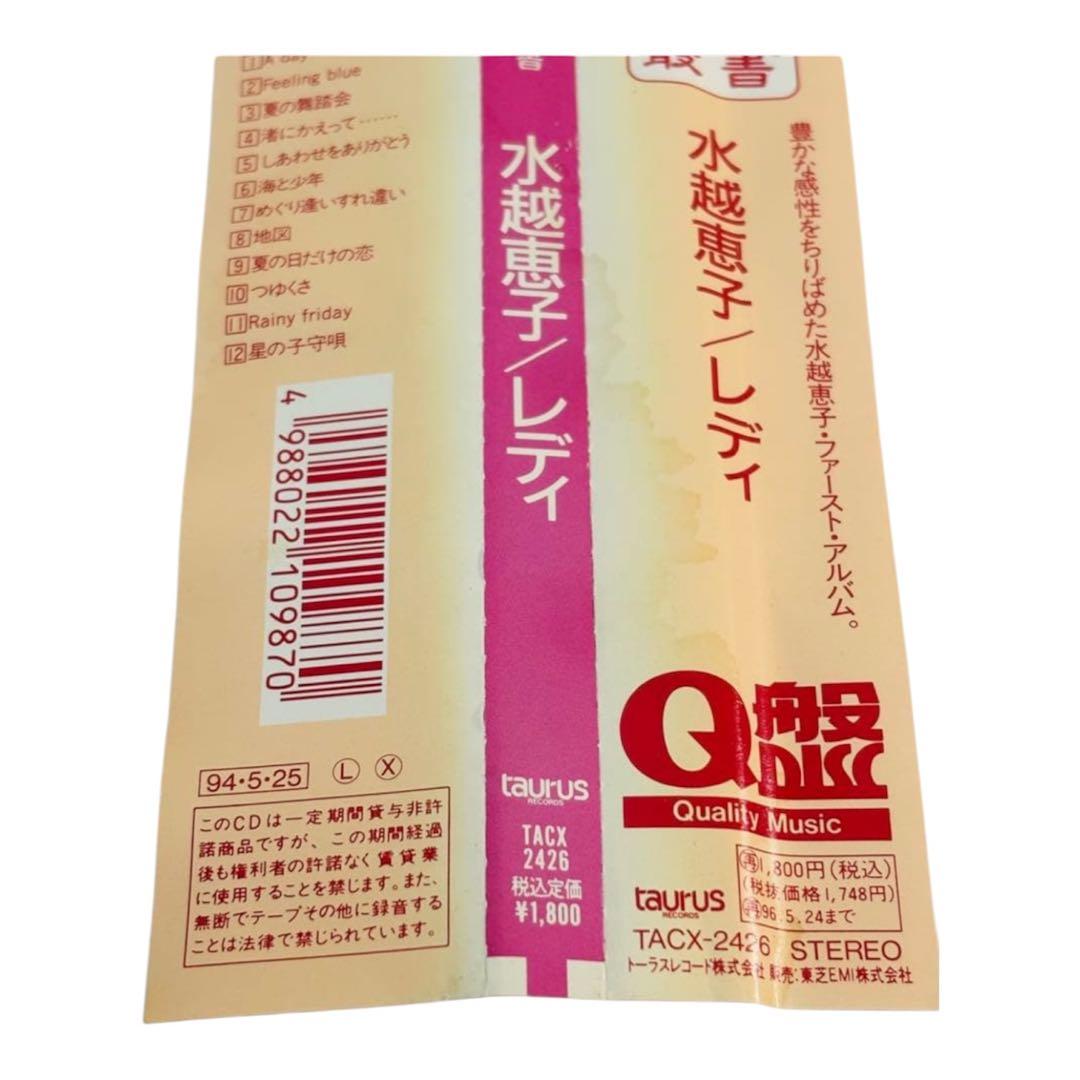 1 A day
2 Feeling blue
3 夏の舞踏会
4 渚にかえって……
5 しあわせをありがとう
6 海と少年
7 めぐり逢いすれ違い
8 地図
9 夏の日だけの恋
10 つゆくさ
11 Rainy friday
12 星の子守唄
4 988022 109870
94・5・25 Ⓛ Ⓧ
このCDは一定期間貸与非許
諾商品ですが、この期間経過
後も権利者の許諾なく賃貸業
に使用することを禁じます。また、
無断でテープその他に録音する
ことは法律で禁じられています。
水越恵子/レディ
taurus
RECORDS
TACX
2426
税込定価
¥1,800
書
豊かな感性をちりばめた水越恵子・ファースト・アルバム。
水越恵子/レディ
Q盤
DISC
Quality Music
再1,800円(税込)
(税抜価格1,748円)
再96.5.24まで
taurus
RECORDS
TACX-2426 STEREO
トーラスレコード株式会社 販売:東芝EMI株式会社